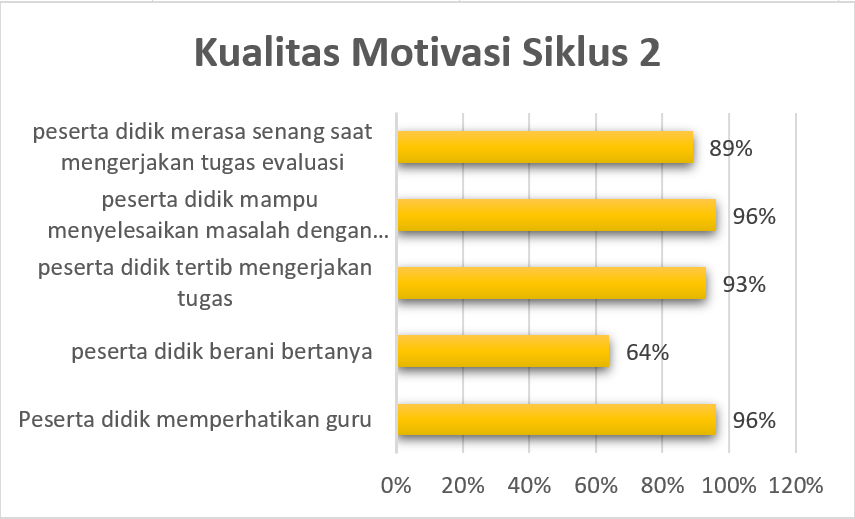 Kualitas Motivasi Siklus 2
peserta didik merasa senang saat
mengerjakan tugas evaluasi
89%
peserta didik mampu
menyelesaikan masalah dengan...
96%
peserta didik tertib mengerjakan
tugas
93%
peserta didik berani bertanya
64%
Peserta didik memperhatikan guru
96%
0% 20% 40% 60% 80% 100% 120%